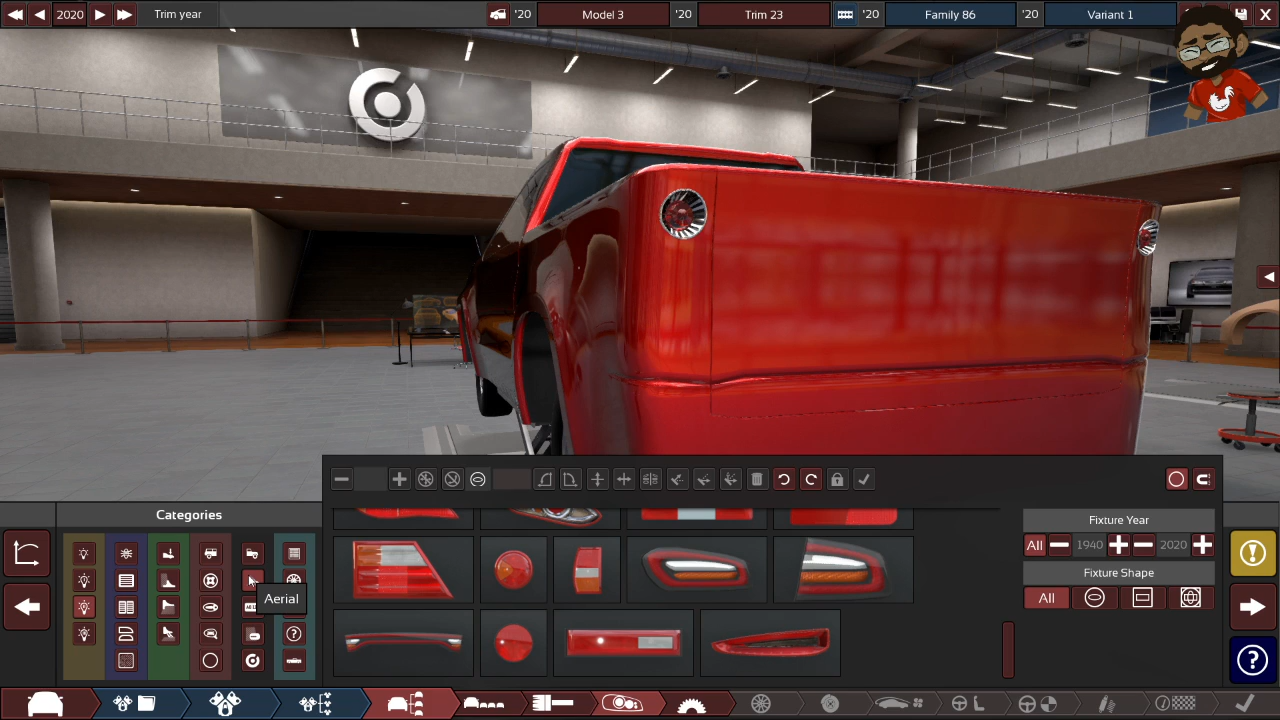 2020 Trim year '20 Model 3 '20 Trim 23 '20 Family 86 '20 Variant 1
Categories
Aerial
Fixture Year
All 1940 2020
Fixture Shape
All